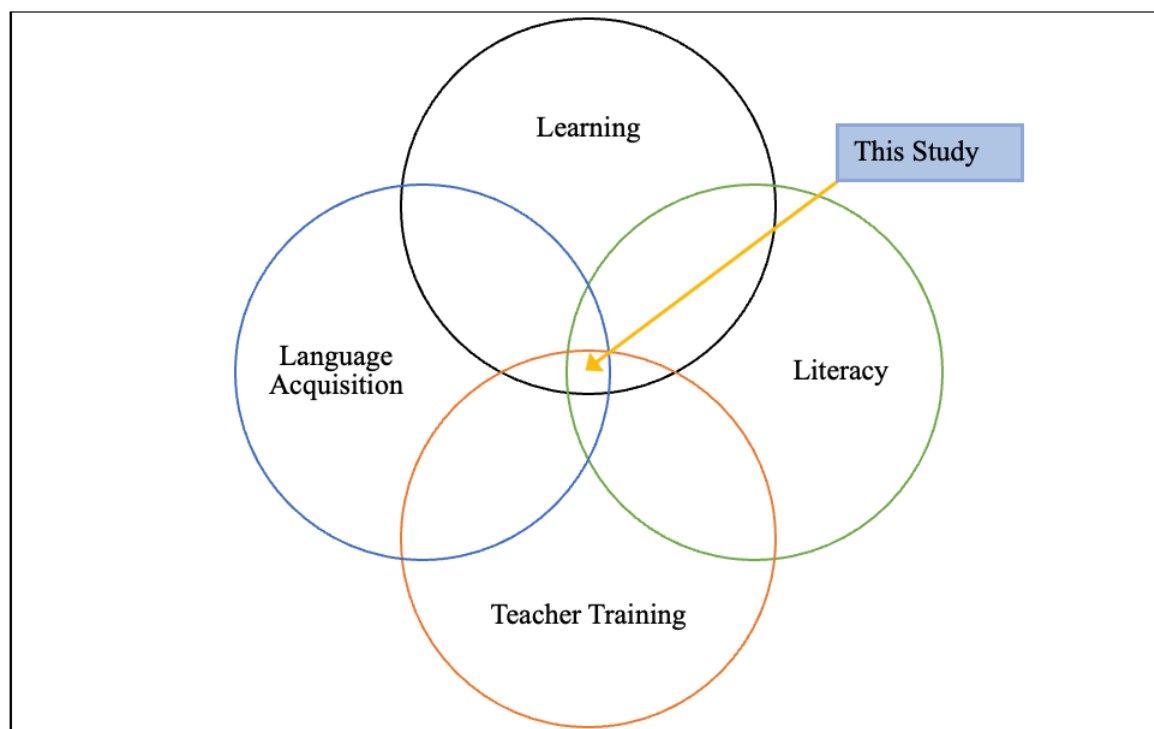 Learning
This Study
Language
Acquisition
Literacy
Teacher Training